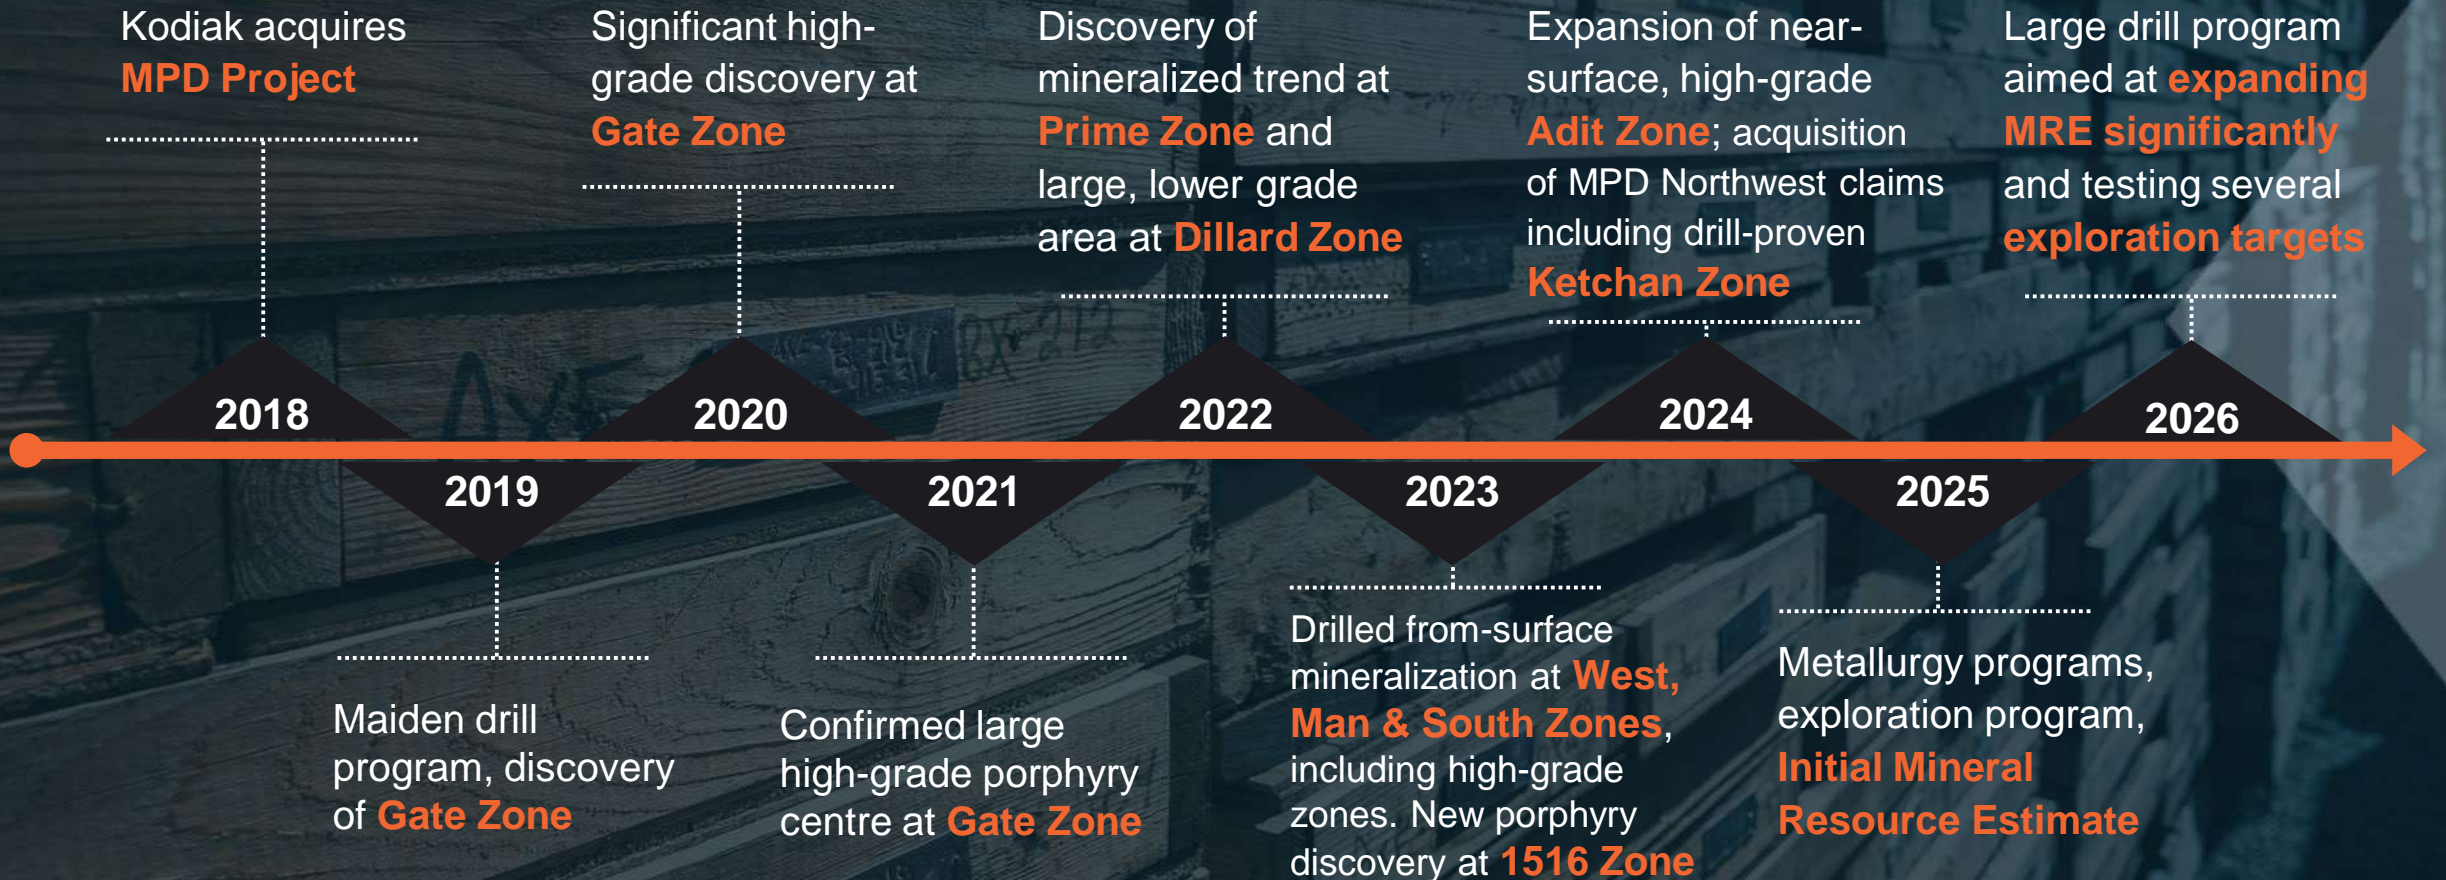 Kodiak acquires
MPD Project
Significant high-
grade discovery at
Gate Zone
Discovery of
mineralized trend at
Prime Zone and
large, lower grade
area at Dillard Zone
Expansion of near-
surface, high-grade
Adit Zone; acquisition
of MPD Northwest claims
including drill-proven
Ketchan Zone
Large drill program
aimed at expanding
MRE significantly
and testing several
exploration targets
2018
2020
2022
2024
2026
2019
2021
2023
2025
Maiden drill
program, discovery
of Gate Zone
Confirmed large
high-grade porphyry
centre at Gate Zone
Drilled from-surface
mineralization at West,
Man & South Zones,
including high-grade
zones. New porphyry
discovery at 1516 Zone
Metallurgy programs,
exploration program,
Initial Mineral
Resource Estimate